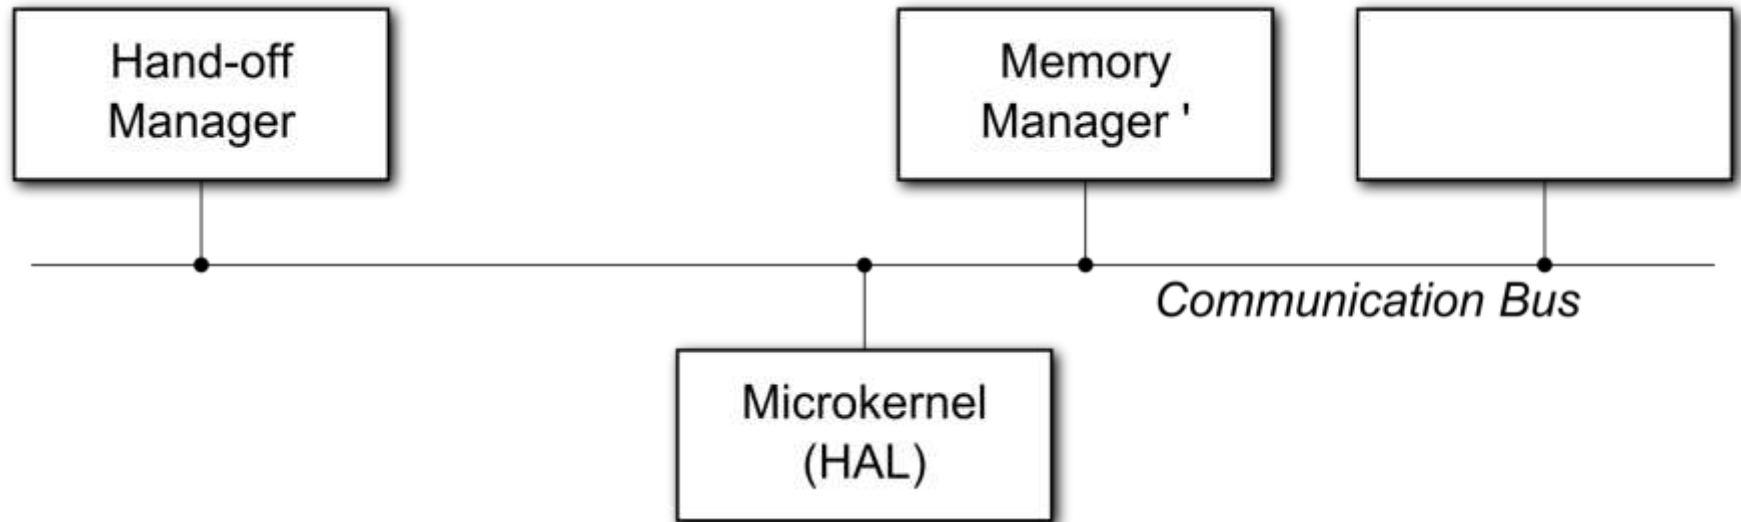 Hand-off
Manager
Memory
Manager '
Communication Bus
Microkernel
(HAL)